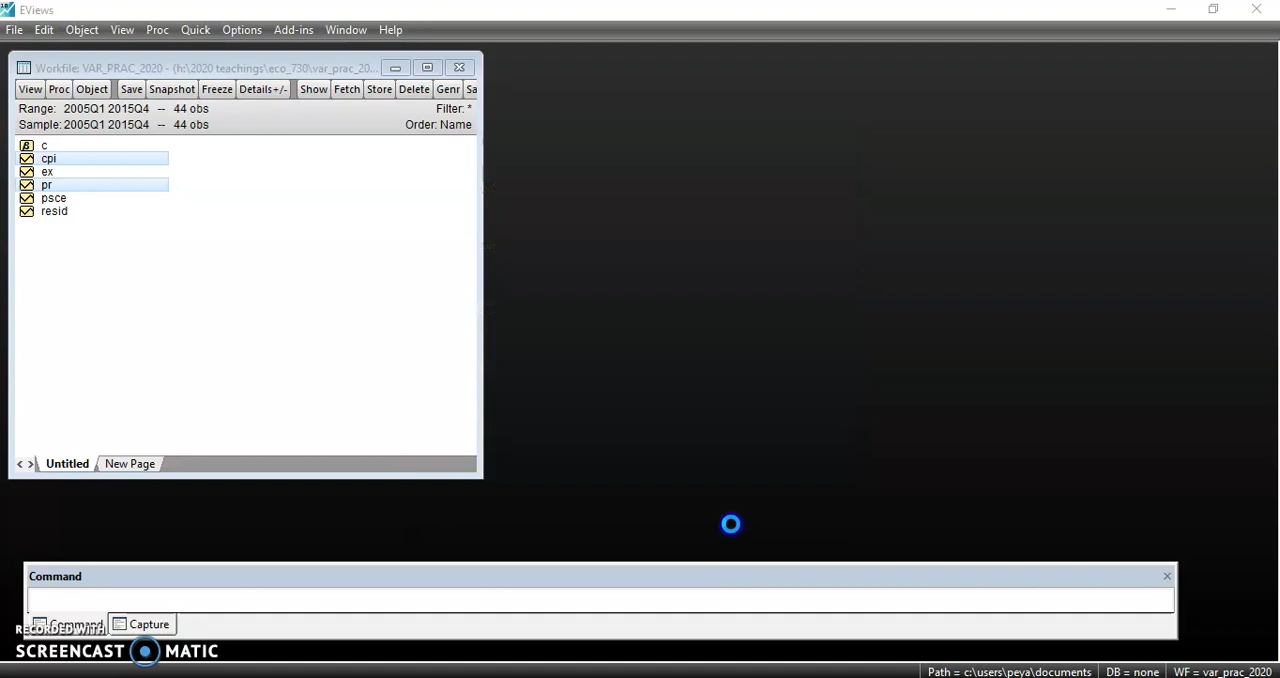 EViews
File Edit Object View Proc Quick Options Add-ins Window Help
Workfile: VAR_PRAC_2020 - (h:\2020 teachings\eco_730\var_prac_20...
View Proc Object Save Snapshot Freeze Details+/- Show Fetch Store Delete Genr Sa
Range: 2005Q1 2015Q4 -- 44 obs Filter: *
Sample: 2005Q1 2015Q4 -- 44 obs Order: Name
β c
cpi
ex
pr
psce
resid
< > Untitled New Page
Command
Command Capture
RECORDED WITH
SCREENCAST MATIC
Path = c:\users\peya\documents DB = none WF = var_prac_2020